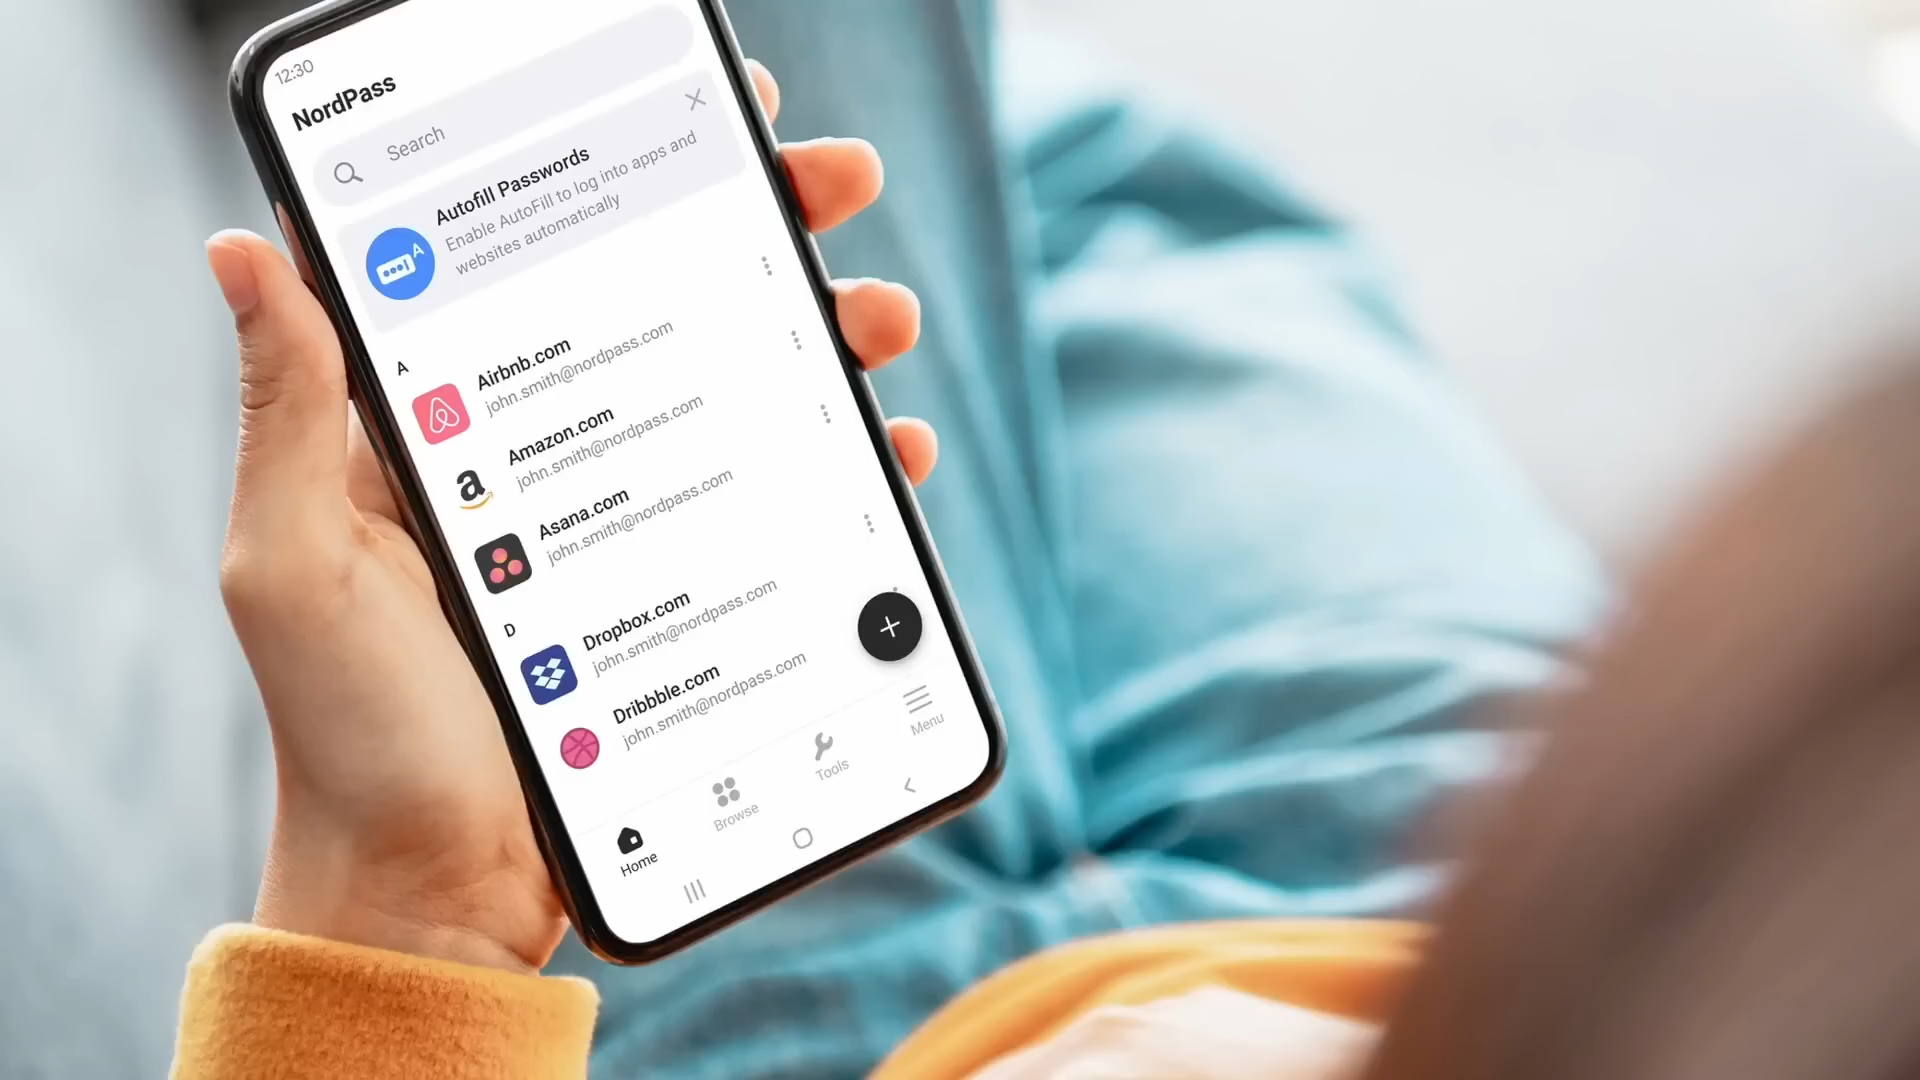 12:30
NordPass
Search
Autofill Passwords
Enable AutoFill to log into apps and
websites automatically
A
Airbnb.com
john.smith@nordpass.com
Amazon.com
john.smith@nordpass.com
Asana.com
john.smith@nordpass.com
D
Dropbox.com
john.smith@nordpass.com
Dribbble.com
john.smith@nordpass.com
Home
Browse
Tools
Menu